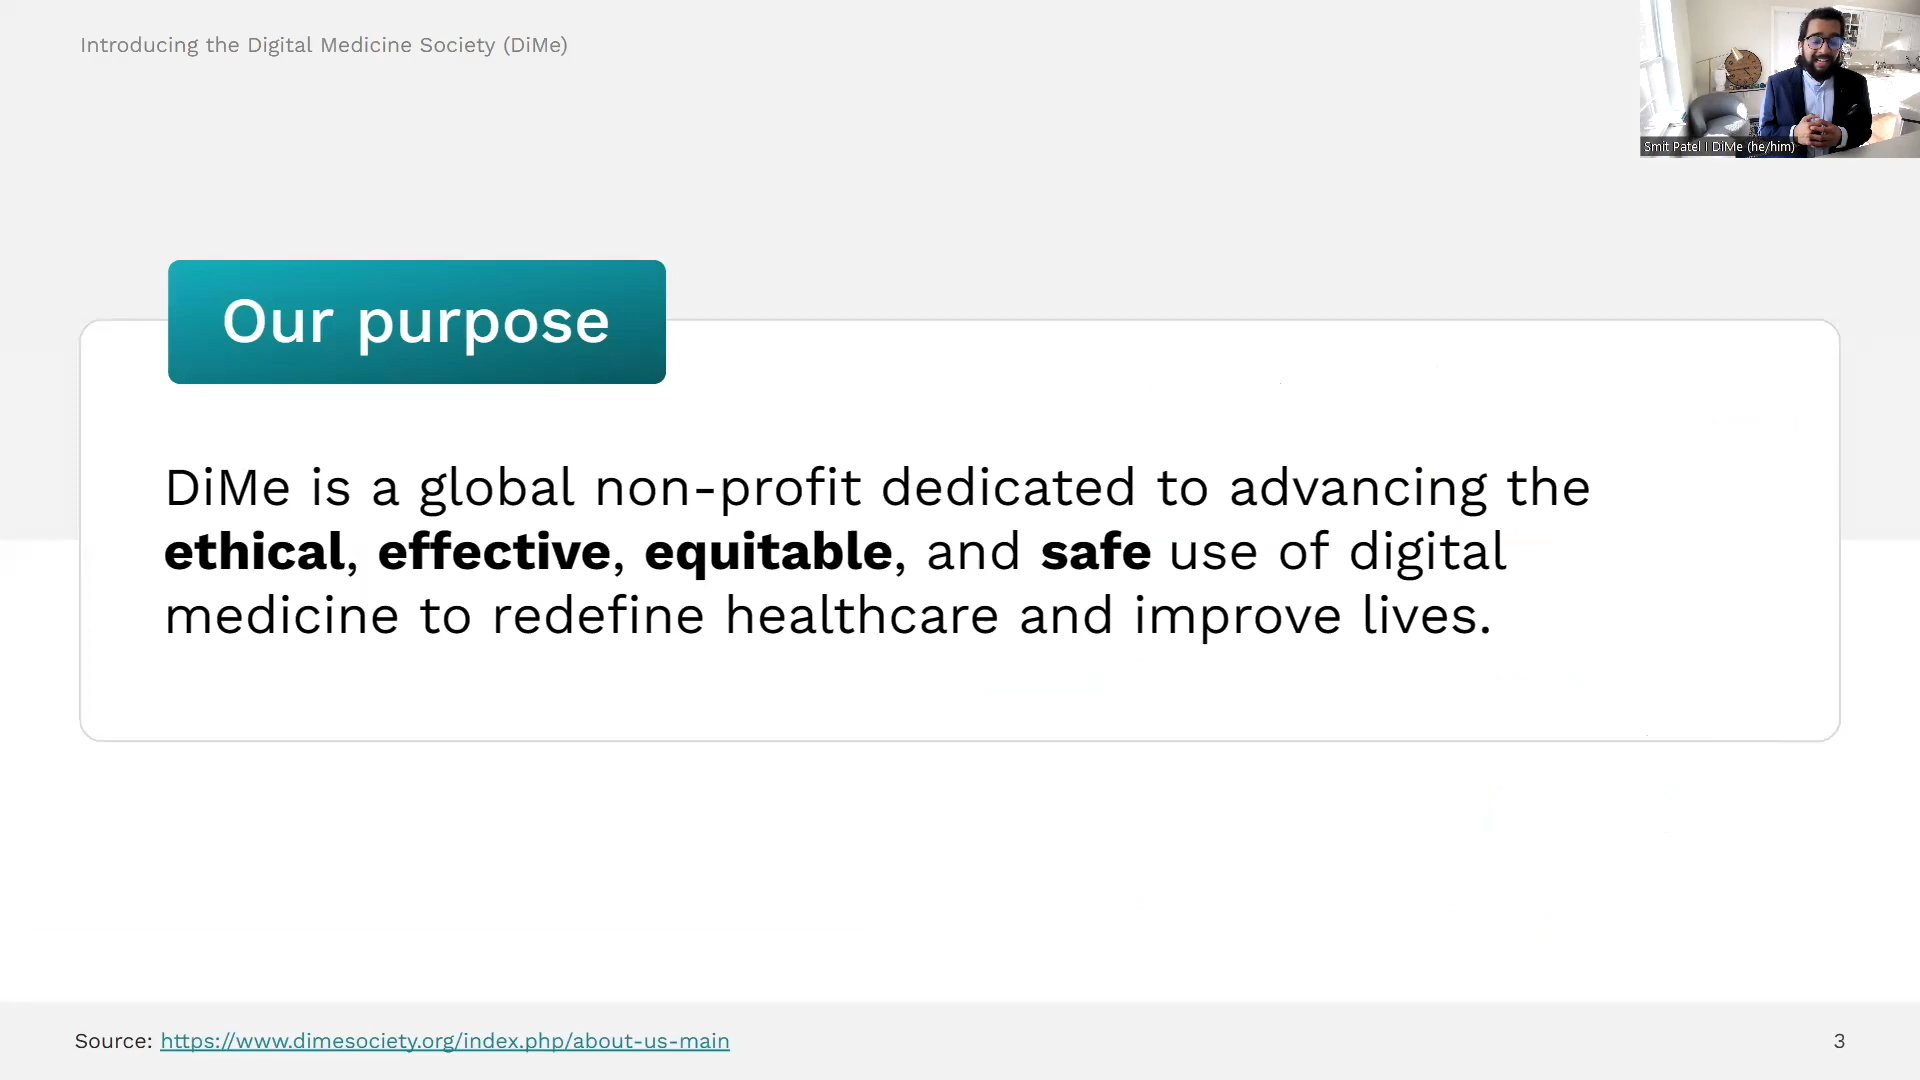 Introducing the Digital Medicine Society (DiMe)
Smit Patel | DiMe (he/him)
Our purpose
DiMe is a global non-profit dedicated to advancing the
ethical, effective, equitable, and safe use of digital
medicine to redefine healthcare and improve lives.
Source: https://www.dimesociety.org/index.php/about-us-main
3